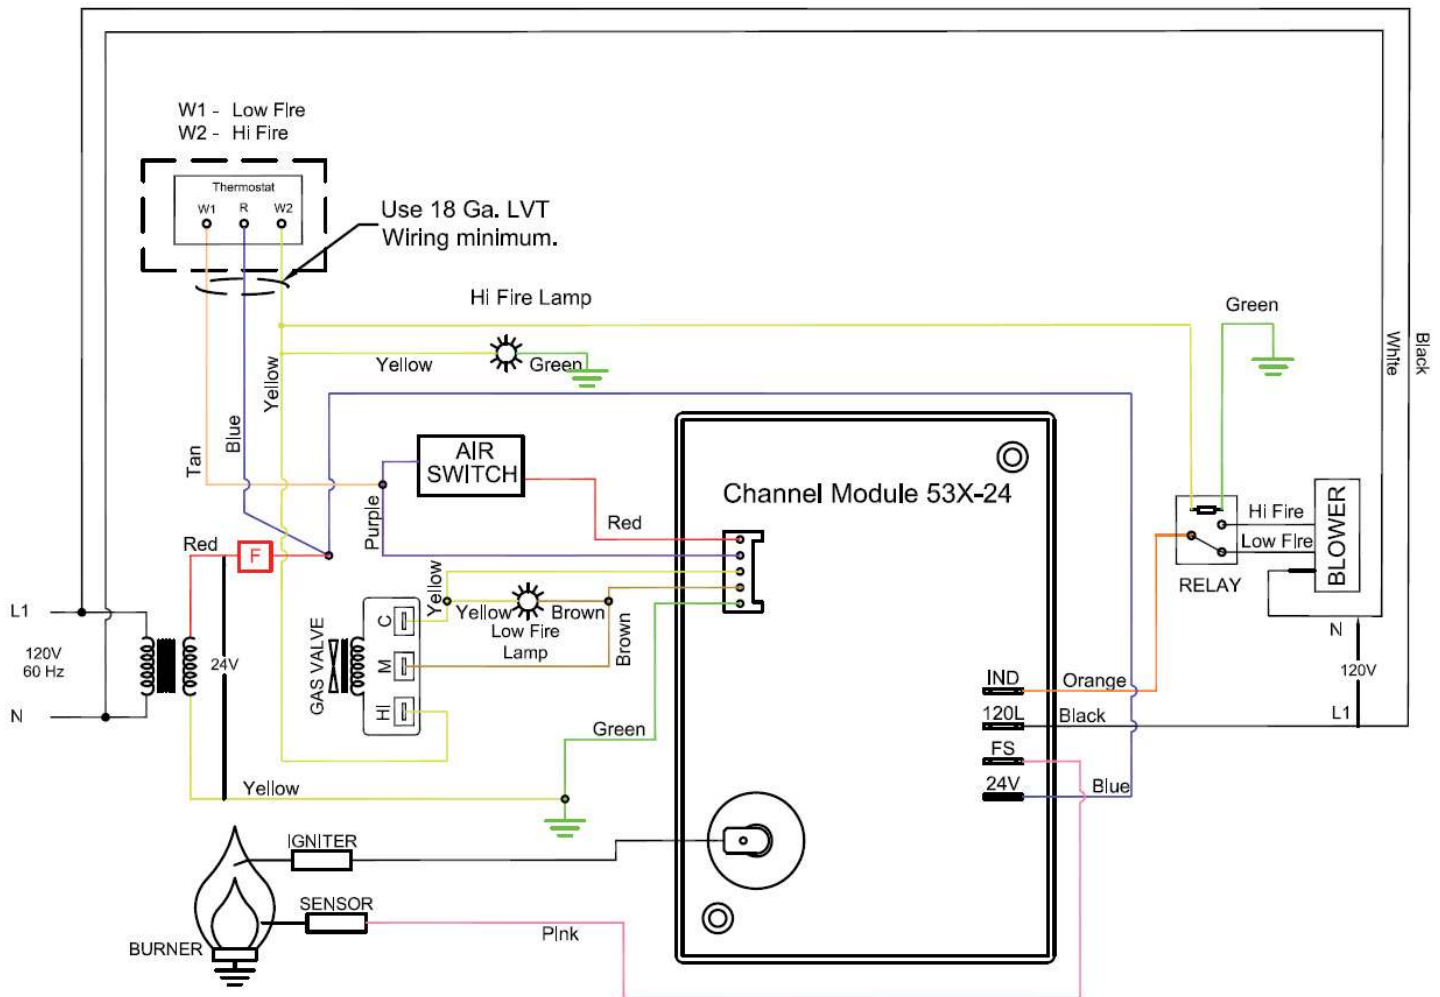 W1 - Low Fire
W2 - Hi Fire
Thermostat
W1 R W2
Use 18 Ga. LVT
Wiring minimum.
Hi Fire Lamp
Green
White
Black
Yellow
Green
Yellow
Blue
Tan
AIR
SWITCH
Purple
Channel Module 53X-24
Red
Red
F
Hi Fire
Low Fire
BLOWER
RELAY
Yellow
Yellow
Brown
Low Fire
Lamp
Brown
GAS VALVE
C
M
HI
L1
120V
60 Hz
N
24V
N
120V
L1
IND
Orange
120L
Black
FS
24V
Blue
Green
Yellow
IGNITER
SENSOR
Pink
BURNER